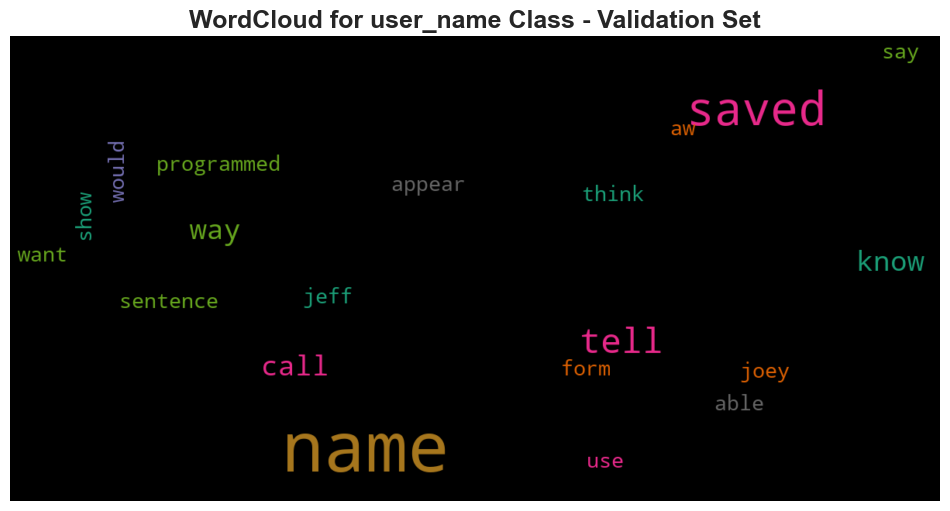 WordCloud for user_name Class - Validation Set
say
saved
aw
would
programmed
appear
think
show
way
want
know
sentence
jeff
tell
call
form
joey
able
name
use